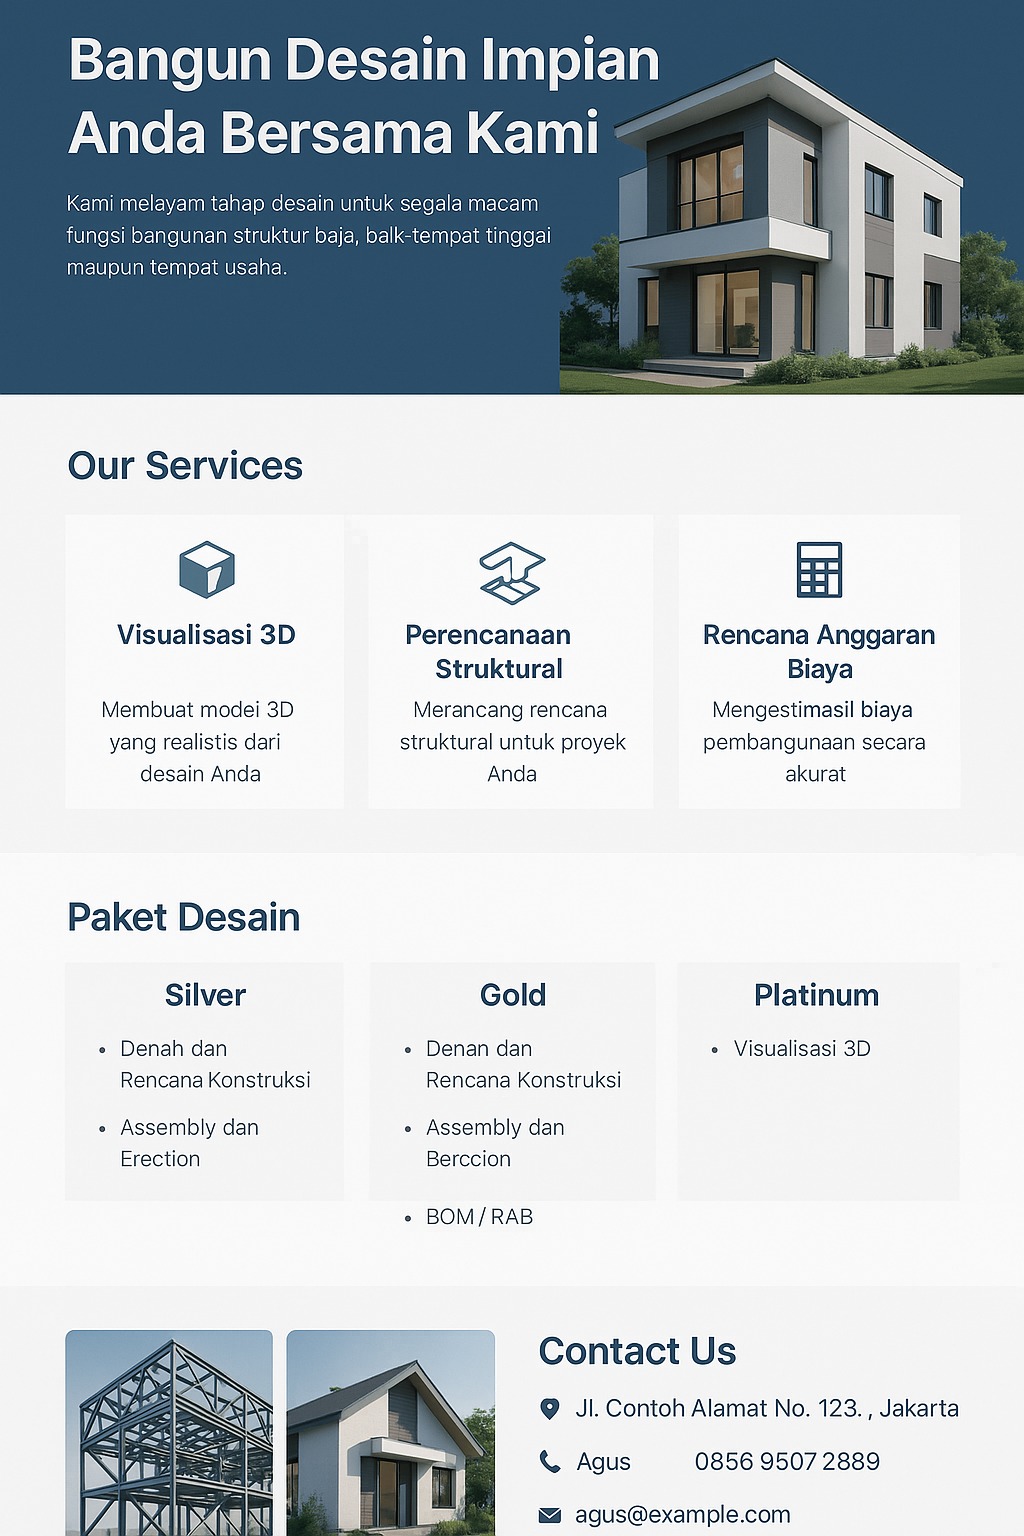 Bangun Desain Impian
Anda Bersama Kami
Kami melayam tahap desain untuk segala macam
fungsi bangunan struktur baja, balk-tempat tinggai
maupun tempat usaha.
Our Services
Visualisasi 3D
Membuat modei 3D
yang realistis dari
desain Anda
Perencanaan
Struktural
Merancang rencana
struktural untuk proyek
Anda
Rencana Anggaran
Biaya
Mengestimasil biaya
pembangunaan secara
akurat
Paket Desain
Silver
• Denah dan
Rencana Konstruksi
• Assembly dan
Erection
Gold
• Denan dan
Rencana Konstruksi
• Assembly dan
Berccion
• BOM / RAB
Platinum
• Visualisasi 3D
Contact Us
Jl. Contoh Alamat No. 123. , Jakarta
Agus 0856 9507 2889
agus@example.com